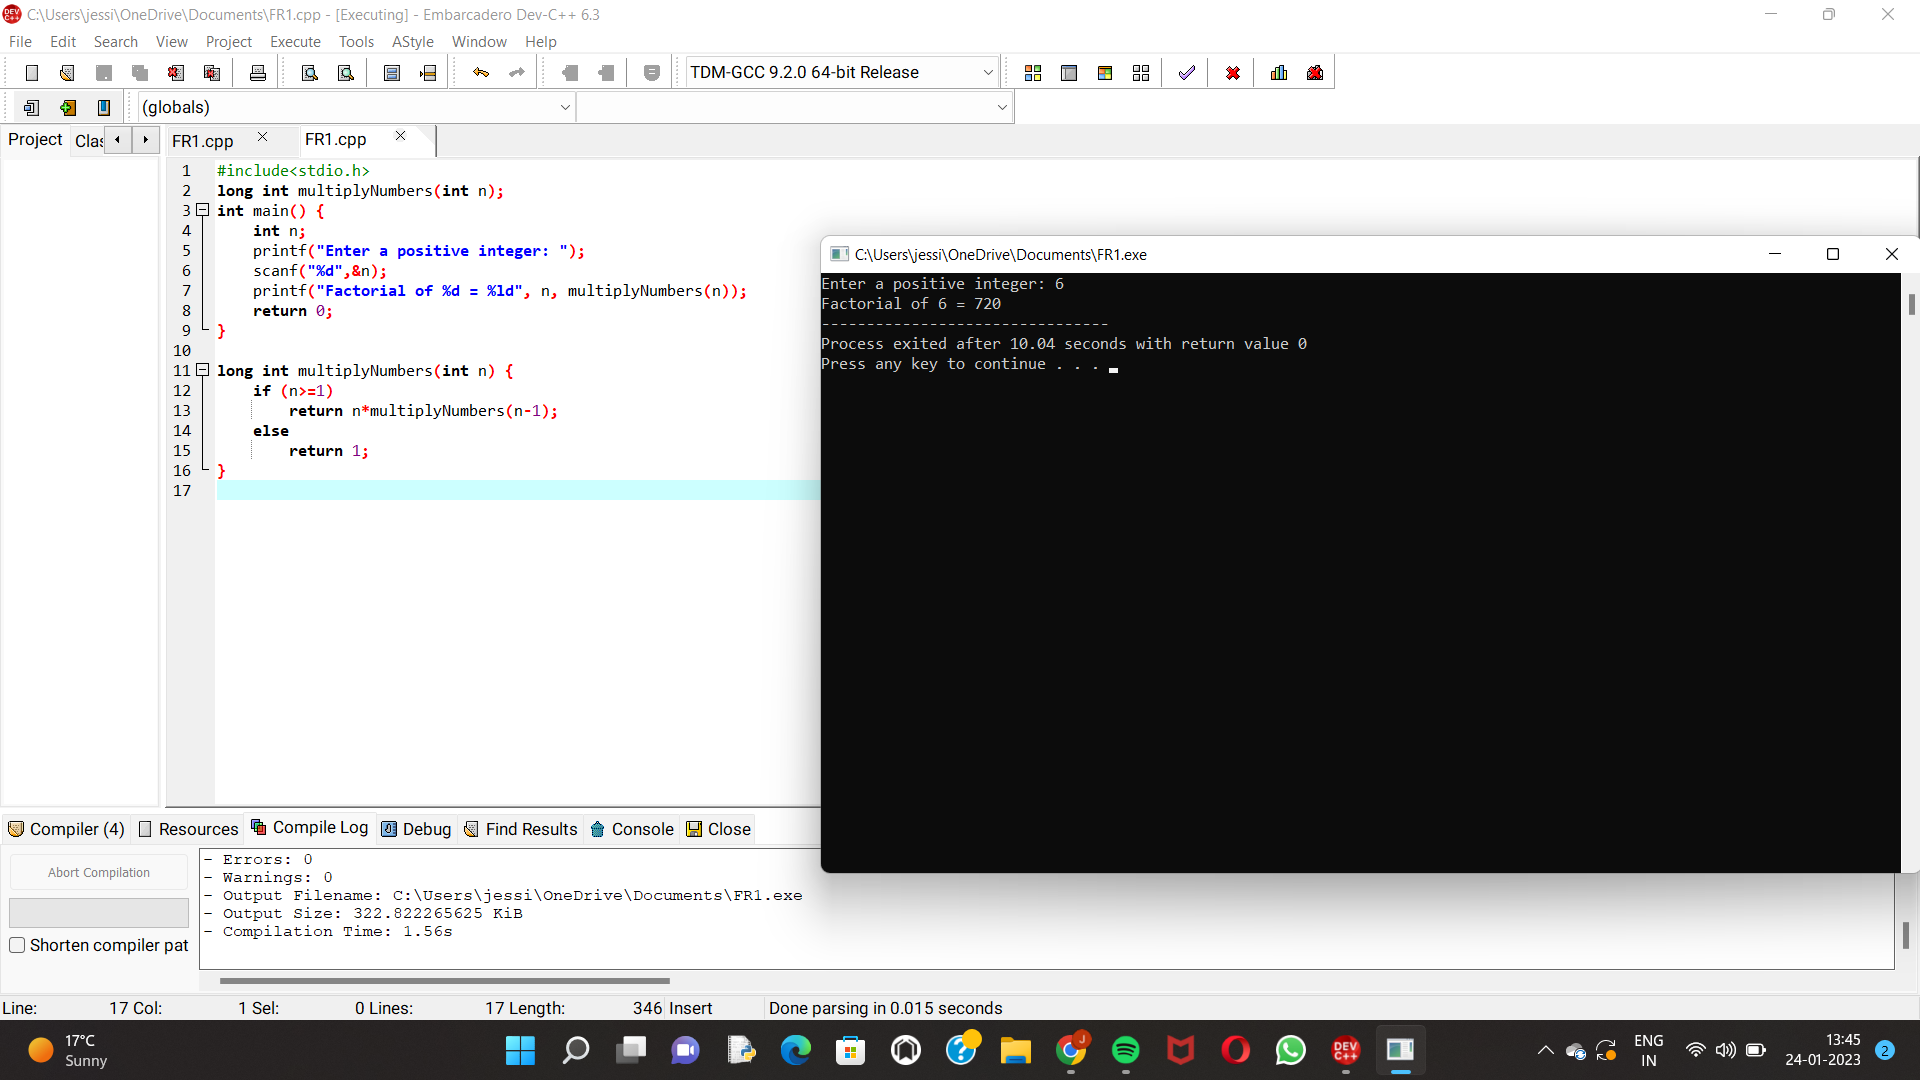 C:\Users\jessi\OneDrive\Documents\FR1.cpp - [Executing] - Embarcadero Dev-C++ 6.3
File Edit Search View Project Execute Tools AStyle Window Help
TDM-GCC 9.2.0 64-bit Release
(globals)
Project Clas FR1.cpp FR1.cpp
1 #include<stdio.h>
2 long int multiplyNumbers(int n);
3 int main() {
4 int n;
5 printf("Enter a positive integer: ");
6 scanf("%d",&n);
7 printf("Factorial of %d = %ld", n, multiplyNumbers(n));
8 return 0;
9 }
10
11 long int multiplyNumbers(int n) {
12 if (n>=1)
13 return n*multiplyNumbers(n-1);
14 else
15 return 1;
16 }
17
C:\Users\jessi\OneDrive\Documents\FR1.exe
Enter a positive integer: 6
Factorial of 6 = 720
--------------------------------
Process exited after 10.04 seconds with return value 0
Press any key to continue . . .
Compiler (4) Resources Compile Log Debug Find Results Console Close
Abort Compilation
Shorten compiler pat
- Errors: 0
- Warnings: 0
- Output Filename: C:\Users\jessi\OneDrive\Documents\FR1.exe
- Output Size: 322.822265625 KiB
- Compilation Time: 1.56s
Line: 17 Col: 1 Sel: 0 Lines: 17 Length: 346 Insert Done parsing in 0.015 seconds
17°C
Sunny
DEV C++
ENG
IN
13:45
24-01-2023
2